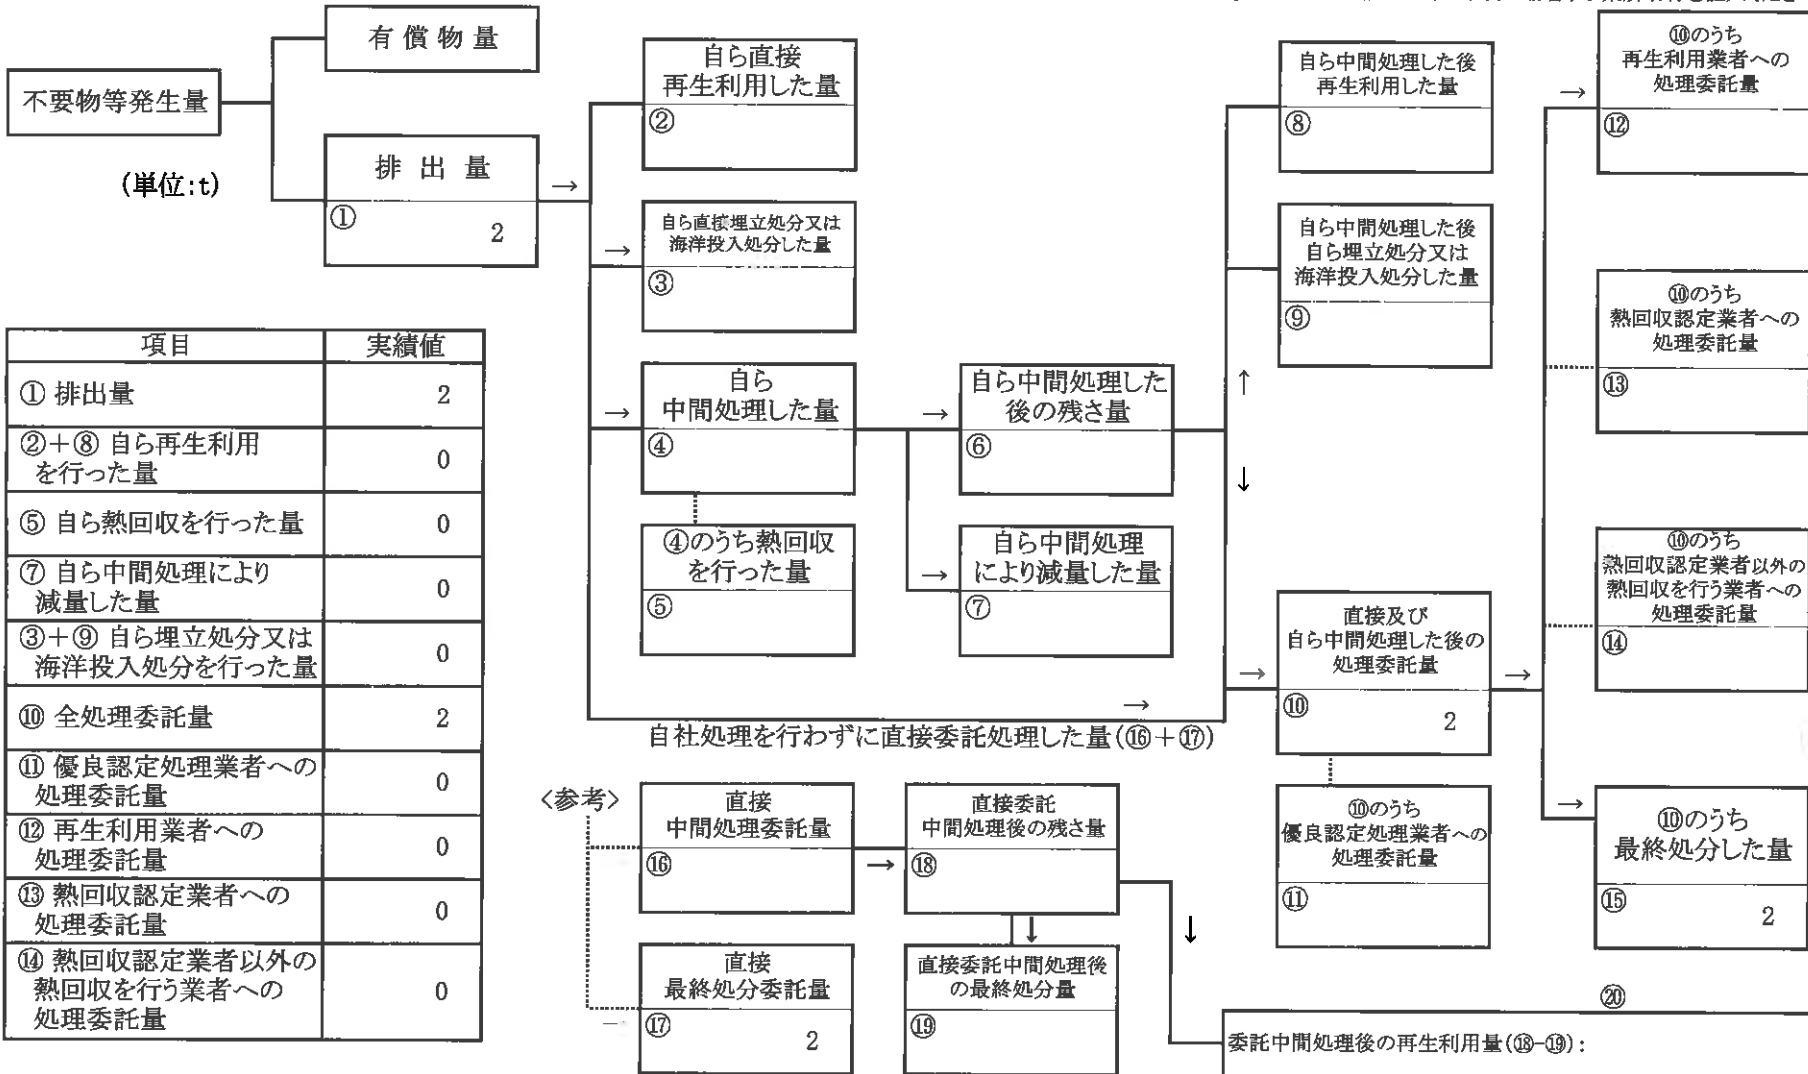 有償物量
不要物等発生量
(単位:t)
排出量
①
2
自ら直接
再生利用した量
②
自ら直接埋立処分又は
海洋投入処分した量
③
自ら
中間処理した量
④
④のうち熱回収
を行った量
⑤
自ら中間処理した
後の残さ量
⑥
自ら中間処理
により減量した量
⑦
自ら中間処理した後
再生利用した量
⑧
自ら中間処理した後
自ら埋立処分又は
海洋投入処分した量
⑨
直接及び
自ら中間処理した後の
処理委託量
⑩
2
⑩のうち
優良認定処理業者への
処理委託量
⑪
⑩のうち
再生利用業者への
処理委託量
⑫
⑩のうち
熱回収認定業者への
処理委託量
⑬
⑩のうち
熱回収認定業者以外の
熱回収を行う業者への
処理委託量
⑭
⑩のうち
最終処分した量
⑮
2
自社処理を行わずに直接委託処理した量(⑯+⑰)
〈参考〉
直接
中間処理委託量
⑯
直接
最終処分委託量
⑰
2
直接委託
中間処理後の残さ量
⑱
直接委託中間処理後
の最終処分量
⑲
⑳
委託中間処理後の再生利用量(⑱-⑲):
項目 実績値
① 排出量 2
②+⑧ 自ら再生利用
を行った量 0
⑤ 自ら熱回収を行った量 0
⑦ 自ら中間処理により
減量した量 0
③+⑨ 自ら埋立処分又は
海洋投入処分を行った量 0
⑩ 全処理委託量 2
⑪ 優良認定処理業者への
処理委託量 0
⑫ 再生利用業者への
処理委託量 0
⑬ 熱回収認定業者への
処理委託量 0
⑭ 熱回収認定業者以外の
熱回収を行う業者への
処理委託量 0